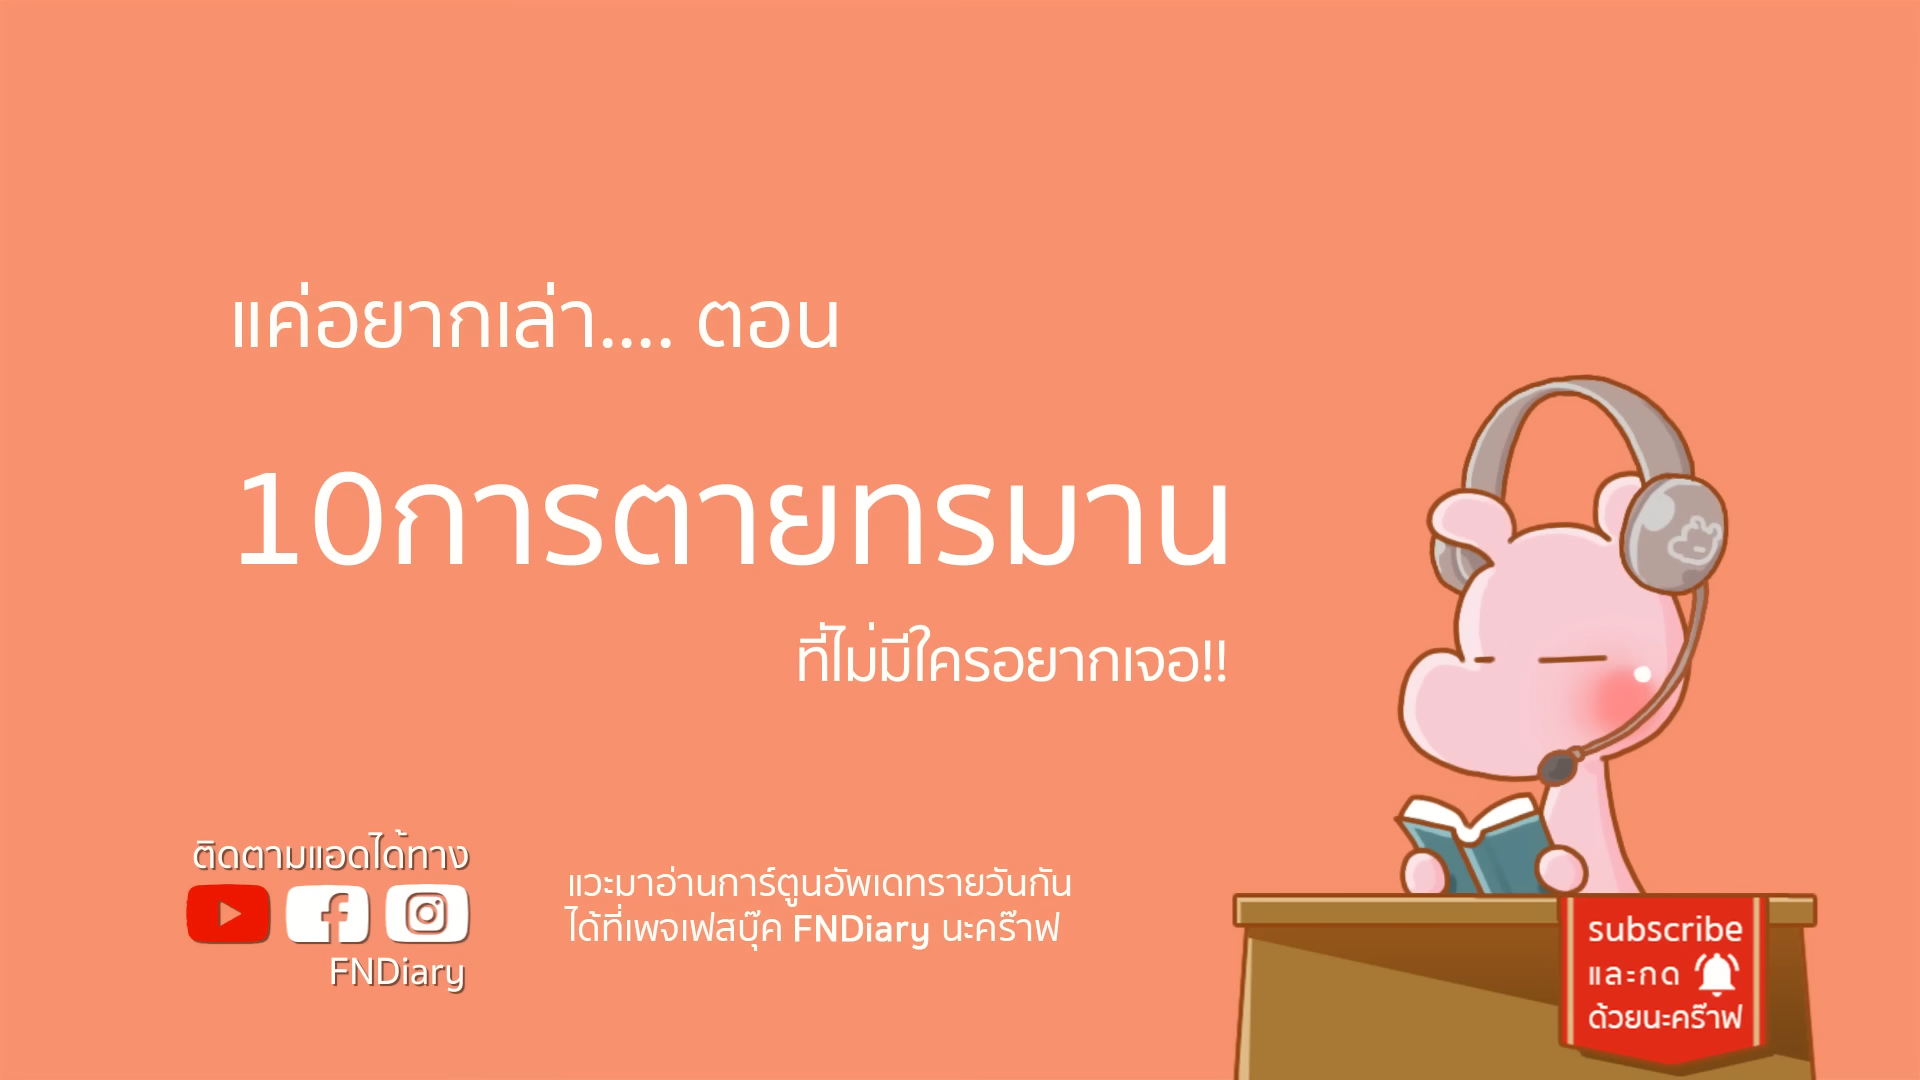 แค่อยากเล่า.... ตอน
10การตายทรมาน
ที่ไม่มีใครอยากเจอ!!
ติดตามแอดได้ทาง
FNDiary
แวะมาอ่านการ์ตูนอัพเดทรายวันกัน
ได้ที่เพจเฟสบุ๊ค FNDiary นะคร๊าฟ
subscribe
และกด
ด้วยนะคร๊าฟ